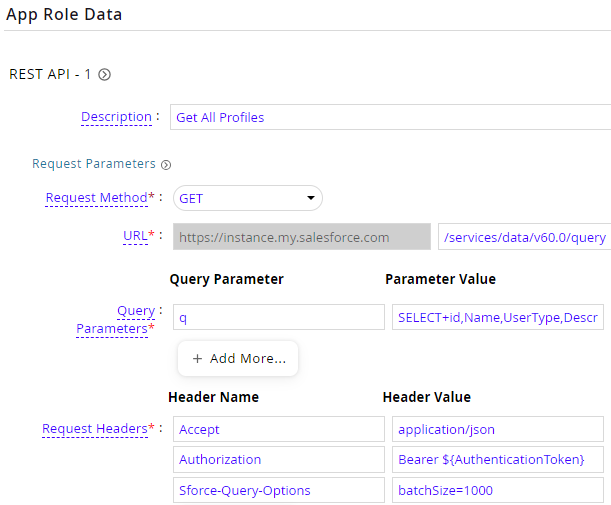 App Role Data
REST API - 1
Description :
Get All Profiles
Request Parameters
Request Method* :
GET
URL* :
https://instance.my.salesforce.com
/services/data/v60.0/query
Query Parameter
Parameter Value
Query :
Parameters*
q
SELECT+id,Name,UserType,Descr
+ Add More...
Header Name
Header Value
Request Headers* :
Accept
application/json
Authorization
Bearer ${AuthenticationToken}
Sforce-Query-Options
batchSize=1000